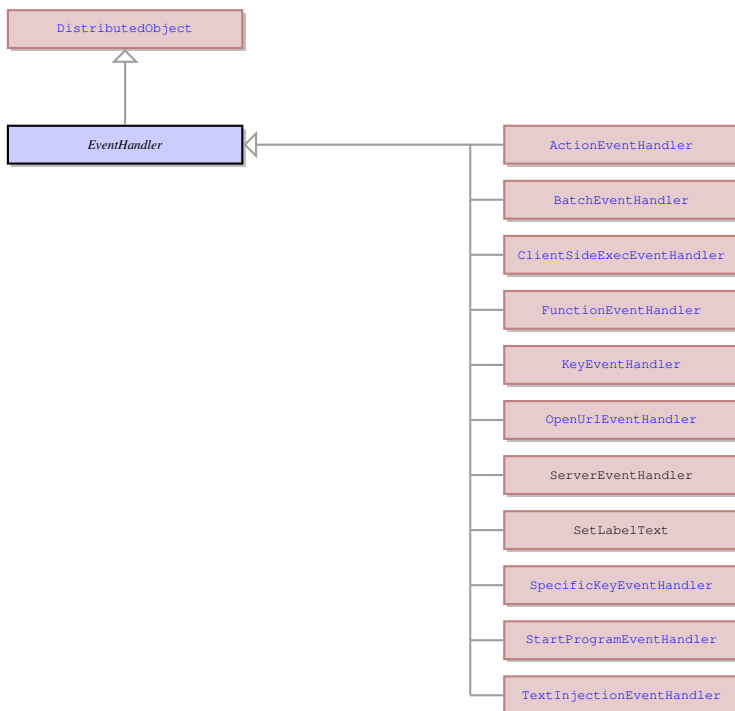 DistributedObject
EventHandler
ActionEventHandler
BatchEventHandler
ClientSideExecEventHandler
FunctionEventHandler
KeyEventHandler
OpenUrlEventHandler
ServerEventHandler
SetLabelText
SpecificKeyEventHandler
StartProgramEventHandler
TextInjectionEventHandler